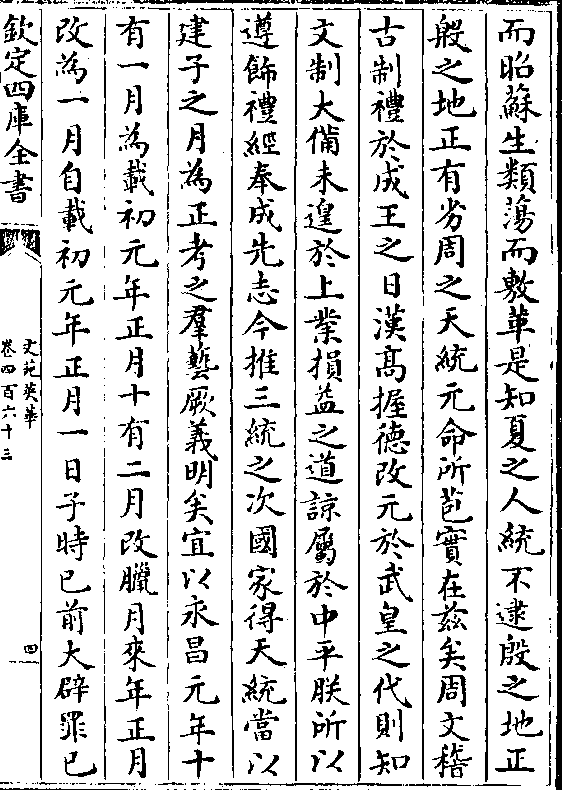 而昭蘇生類蕩而敷革是知夏之人統不逮殷之地正
般之地正有劣周之天統元命所苞實在茲矣周文稽
古制禮於成王之日漢髙握德改元於武皇之代則知
文制大備未遑於上業損益之道諒屬於中平朕所以
遵飾禮經奉成先志今推三統之次國家得天統當以
建子之月為正考之羣藝厥義明矣宜以永昌元年十
有一月為載初元年正月十有二月改臘月來年正月
改為一月自載初元年正月一日子時已前大辟罪已
欽定四庫全書
文苑英華
卷四百六十三
四